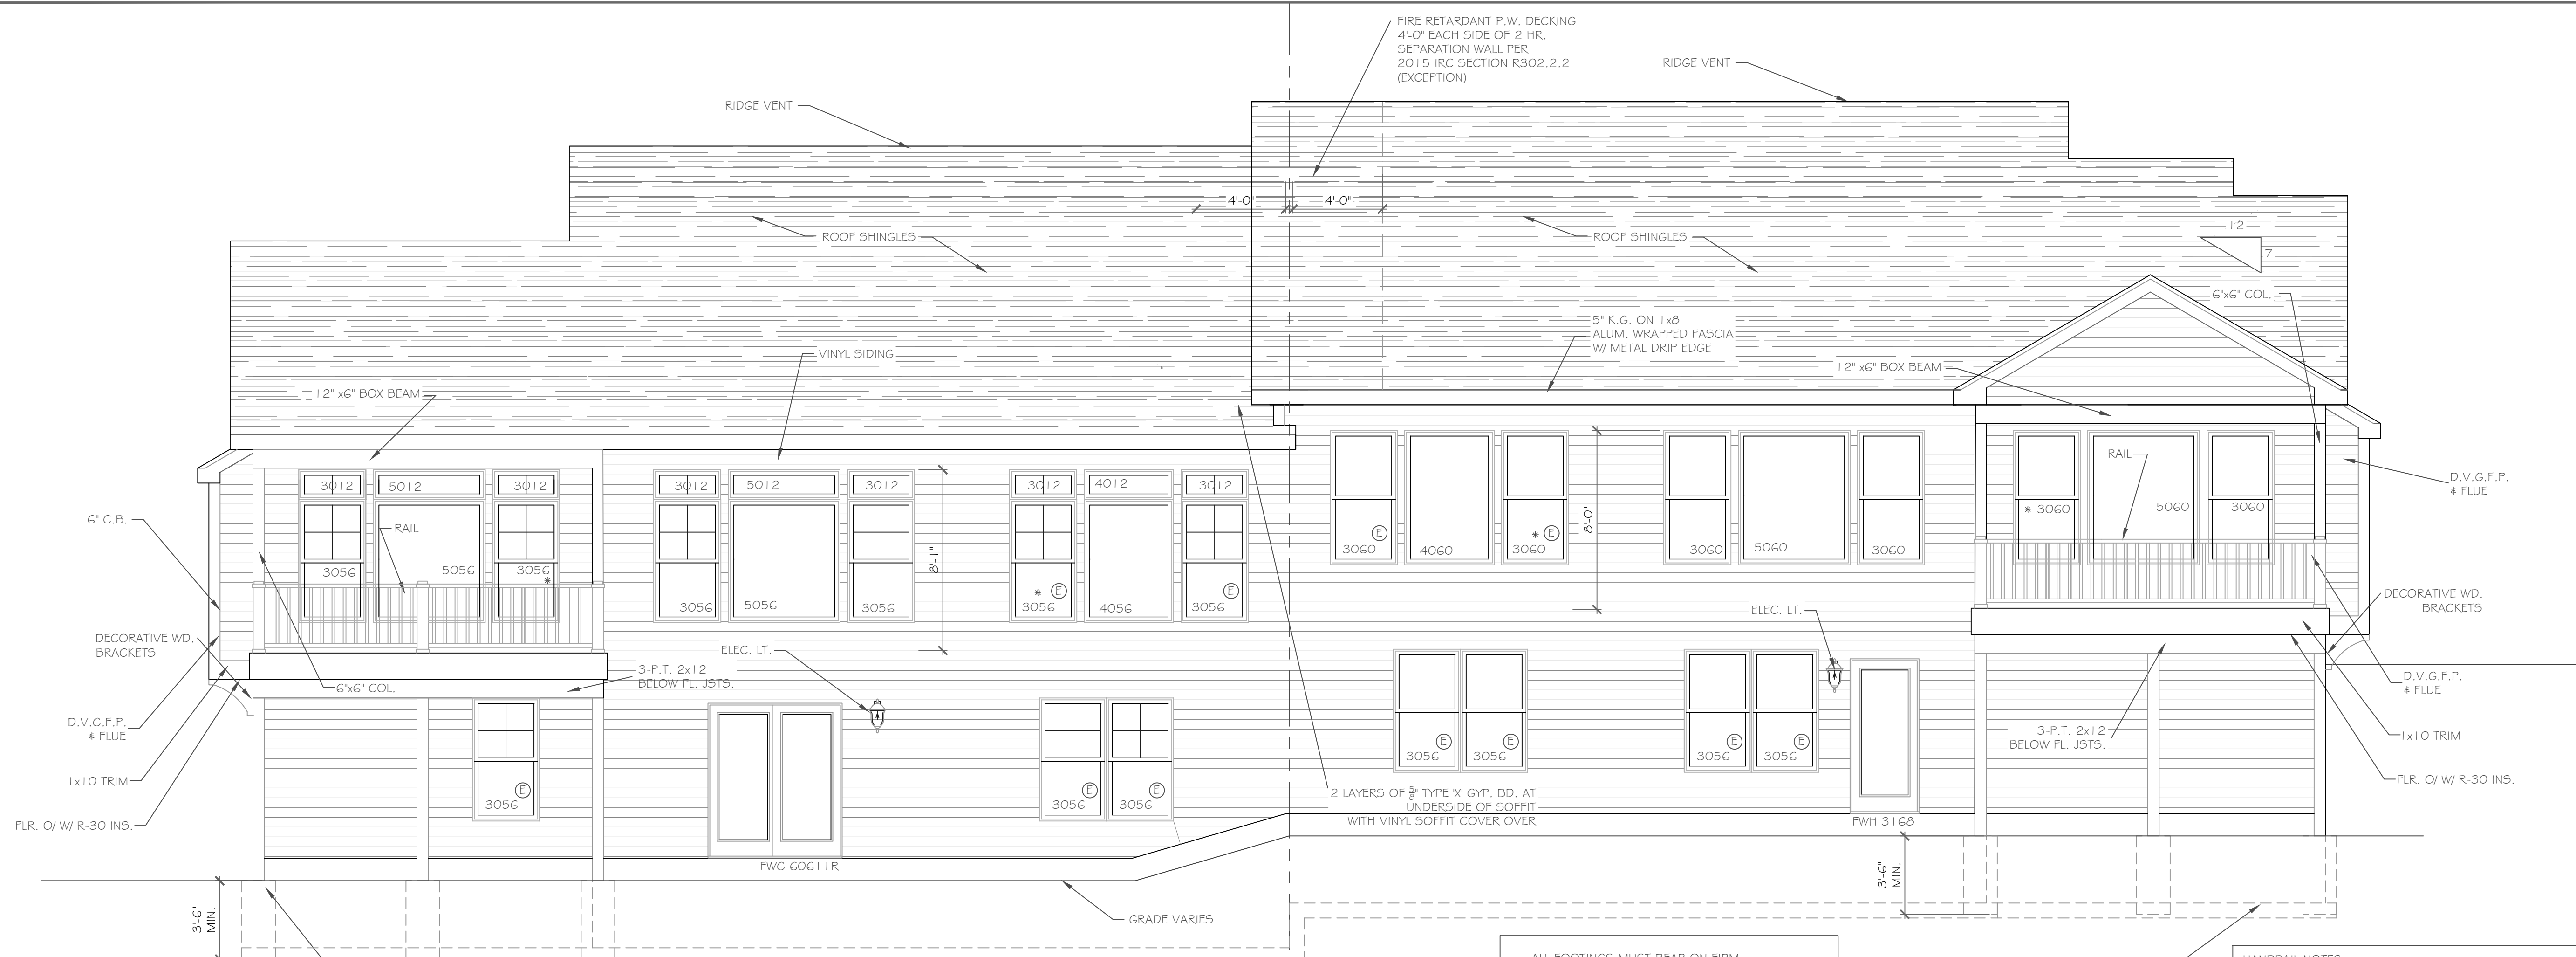 FIRE RETARDANT P.W. DECKING
4'-0" EACH SIDE OF 2 HR.
SEPARATION WALL PER
2015 IRC SECTION R302.2.2
(EXCEPTION)
RIDGE VENT
RIDGE VENT
4'-0"
4'-0"
ROOF SHINGLES
ROOF SHINGLES
12
7
6"x6" COL.
5" K.G. ON 1x8
ALUM. WRAPPED FASCIA
W/ METAL DRIP EDGE
VINYL SIDING
12" x6" BOX BEAM
12" x6" BOX BEAM
RAIL
D.V.G.F.P.
& FLUE
3012
5012
3012
3012
5012
3012
3012
4012
3012
6" C.B.
RAIL
8'-1"
8'-0"
3056
5056
3056
*
3056
5056
3056
* E
3056
4056
E
3056
E
3060
4060
* E
3060
3060
5060
3060
* 3060
5060
3060
DECORATIVE WD.
BRACKETS
DECORATIVE WD.
BRACKETS
ELEC. LT.
ELEC. LT.
6"x6" COL.
3-P.T. 2x12
BELOW FL. JSTS.
D.V.G.F.P.
& FLUE
D.V.G.F.P.
& FLUE
3-P.T. 2x12
BELOW FL. JSTS.
1x10 TRIM
1x10 TRIM
FLR. O/ W/ R-30 INS.
FLR. O/ W/ R-30 INS.
E
3056
E
3056
E
3056
E
3056
E
3056
E
3056
E
3056
2 LAYERS OF 5/8" TYPE 'X' GYP. BD. AT
UNDERSIDE OF SOFFIT
WITH VINYL SOFFIT COVER OVER
FWH 3168
FWG 60611R
3'-6"
MIN.
3'-6"
MIN.
GRADE VARIES
ALL FOOTINGS MUST BEAR ON FIRM
HANDRAIL NOTES